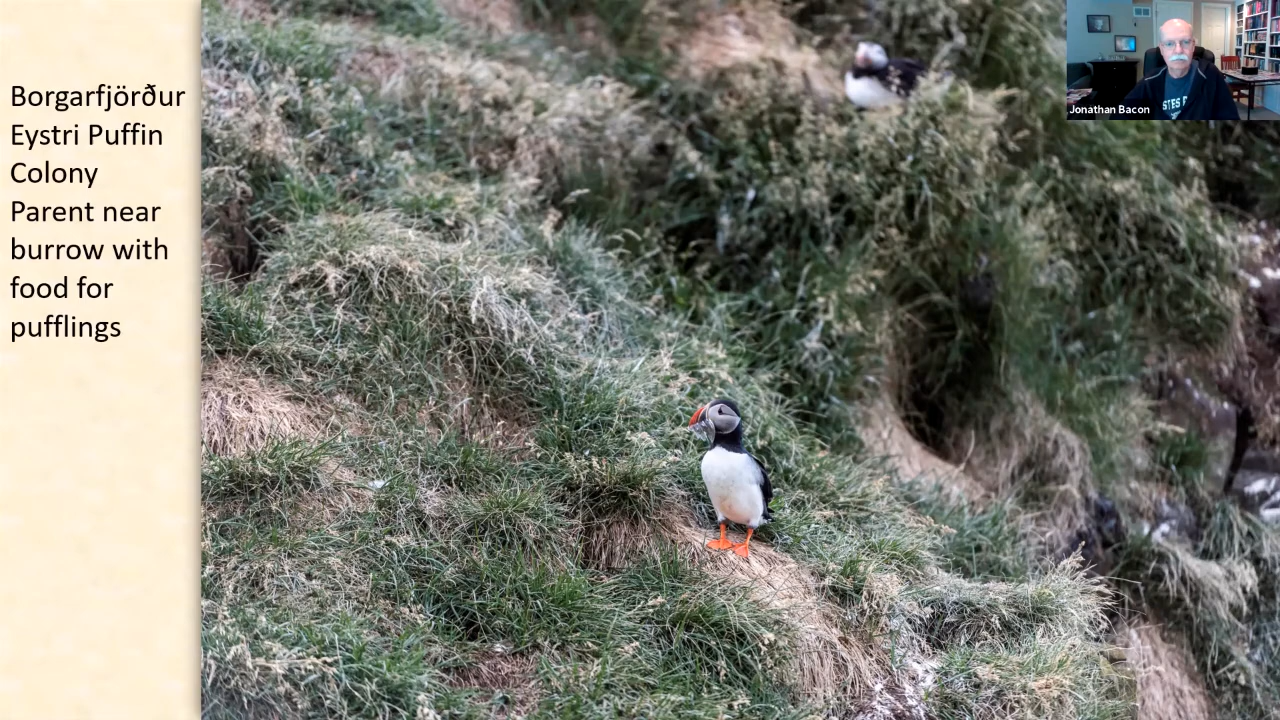 Borgarfjörður
Eystri Puffin
Colony
Parent near
burrow with
food for
pufflings
Jonathan Bacon